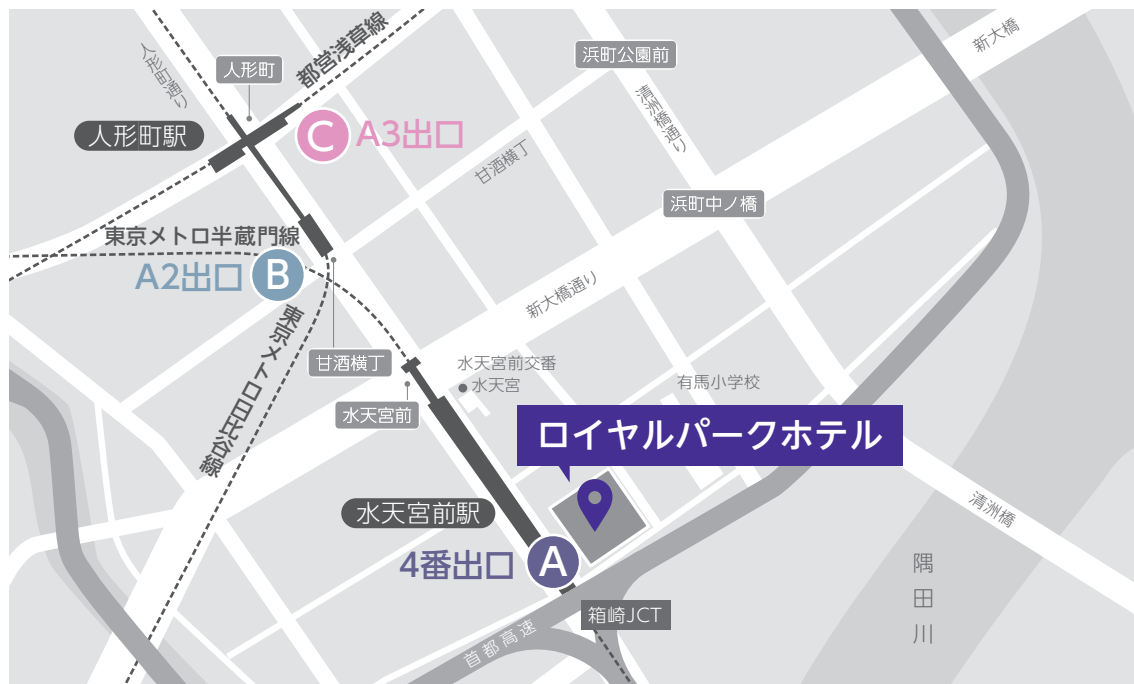 人形町通り
人形町
都営浅草線
浜町公園前
新大橋
清洲橋通り
人形町駅
C
A3出口
甘酒横丁
浜町中ノ橋
東京メトロ半蔵門線
A2出口
B
東京メトロ日比谷線
新大橋通り
甘酒横丁
水天宮前交番
水天宮
有馬小学校
水天宮前
ロイヤルパークホテル
水天宮前駅
清洲橋
4番出口
A
隅田川
箱崎JCT
首都高速